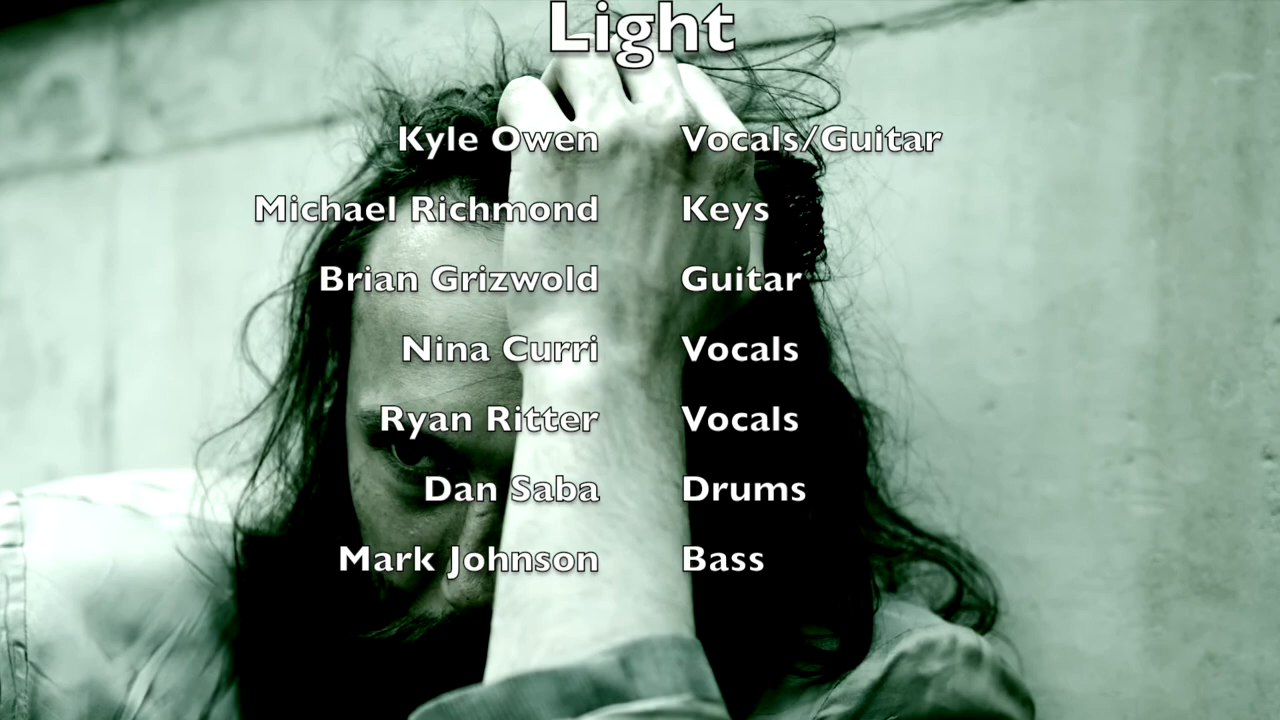 Light
Kyle Owen Vocals/Guitar
Michael Richmond Keys
Brian Grizwold Guitar
Nina Curri Vocals
Ryan Ritter Vocals
Dan Saba Drums
Mark Johnson Bass